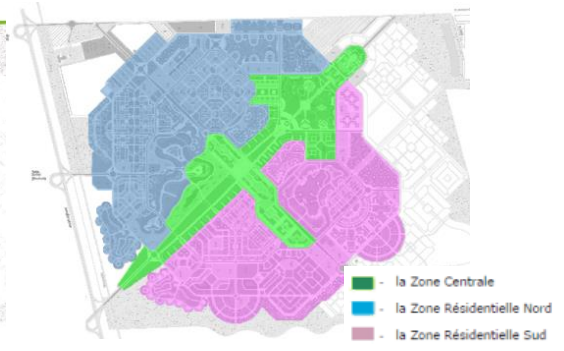 - la Zone Centrale
- la Zone Résidentielle Nord
- la Zone Résidentielle Sud